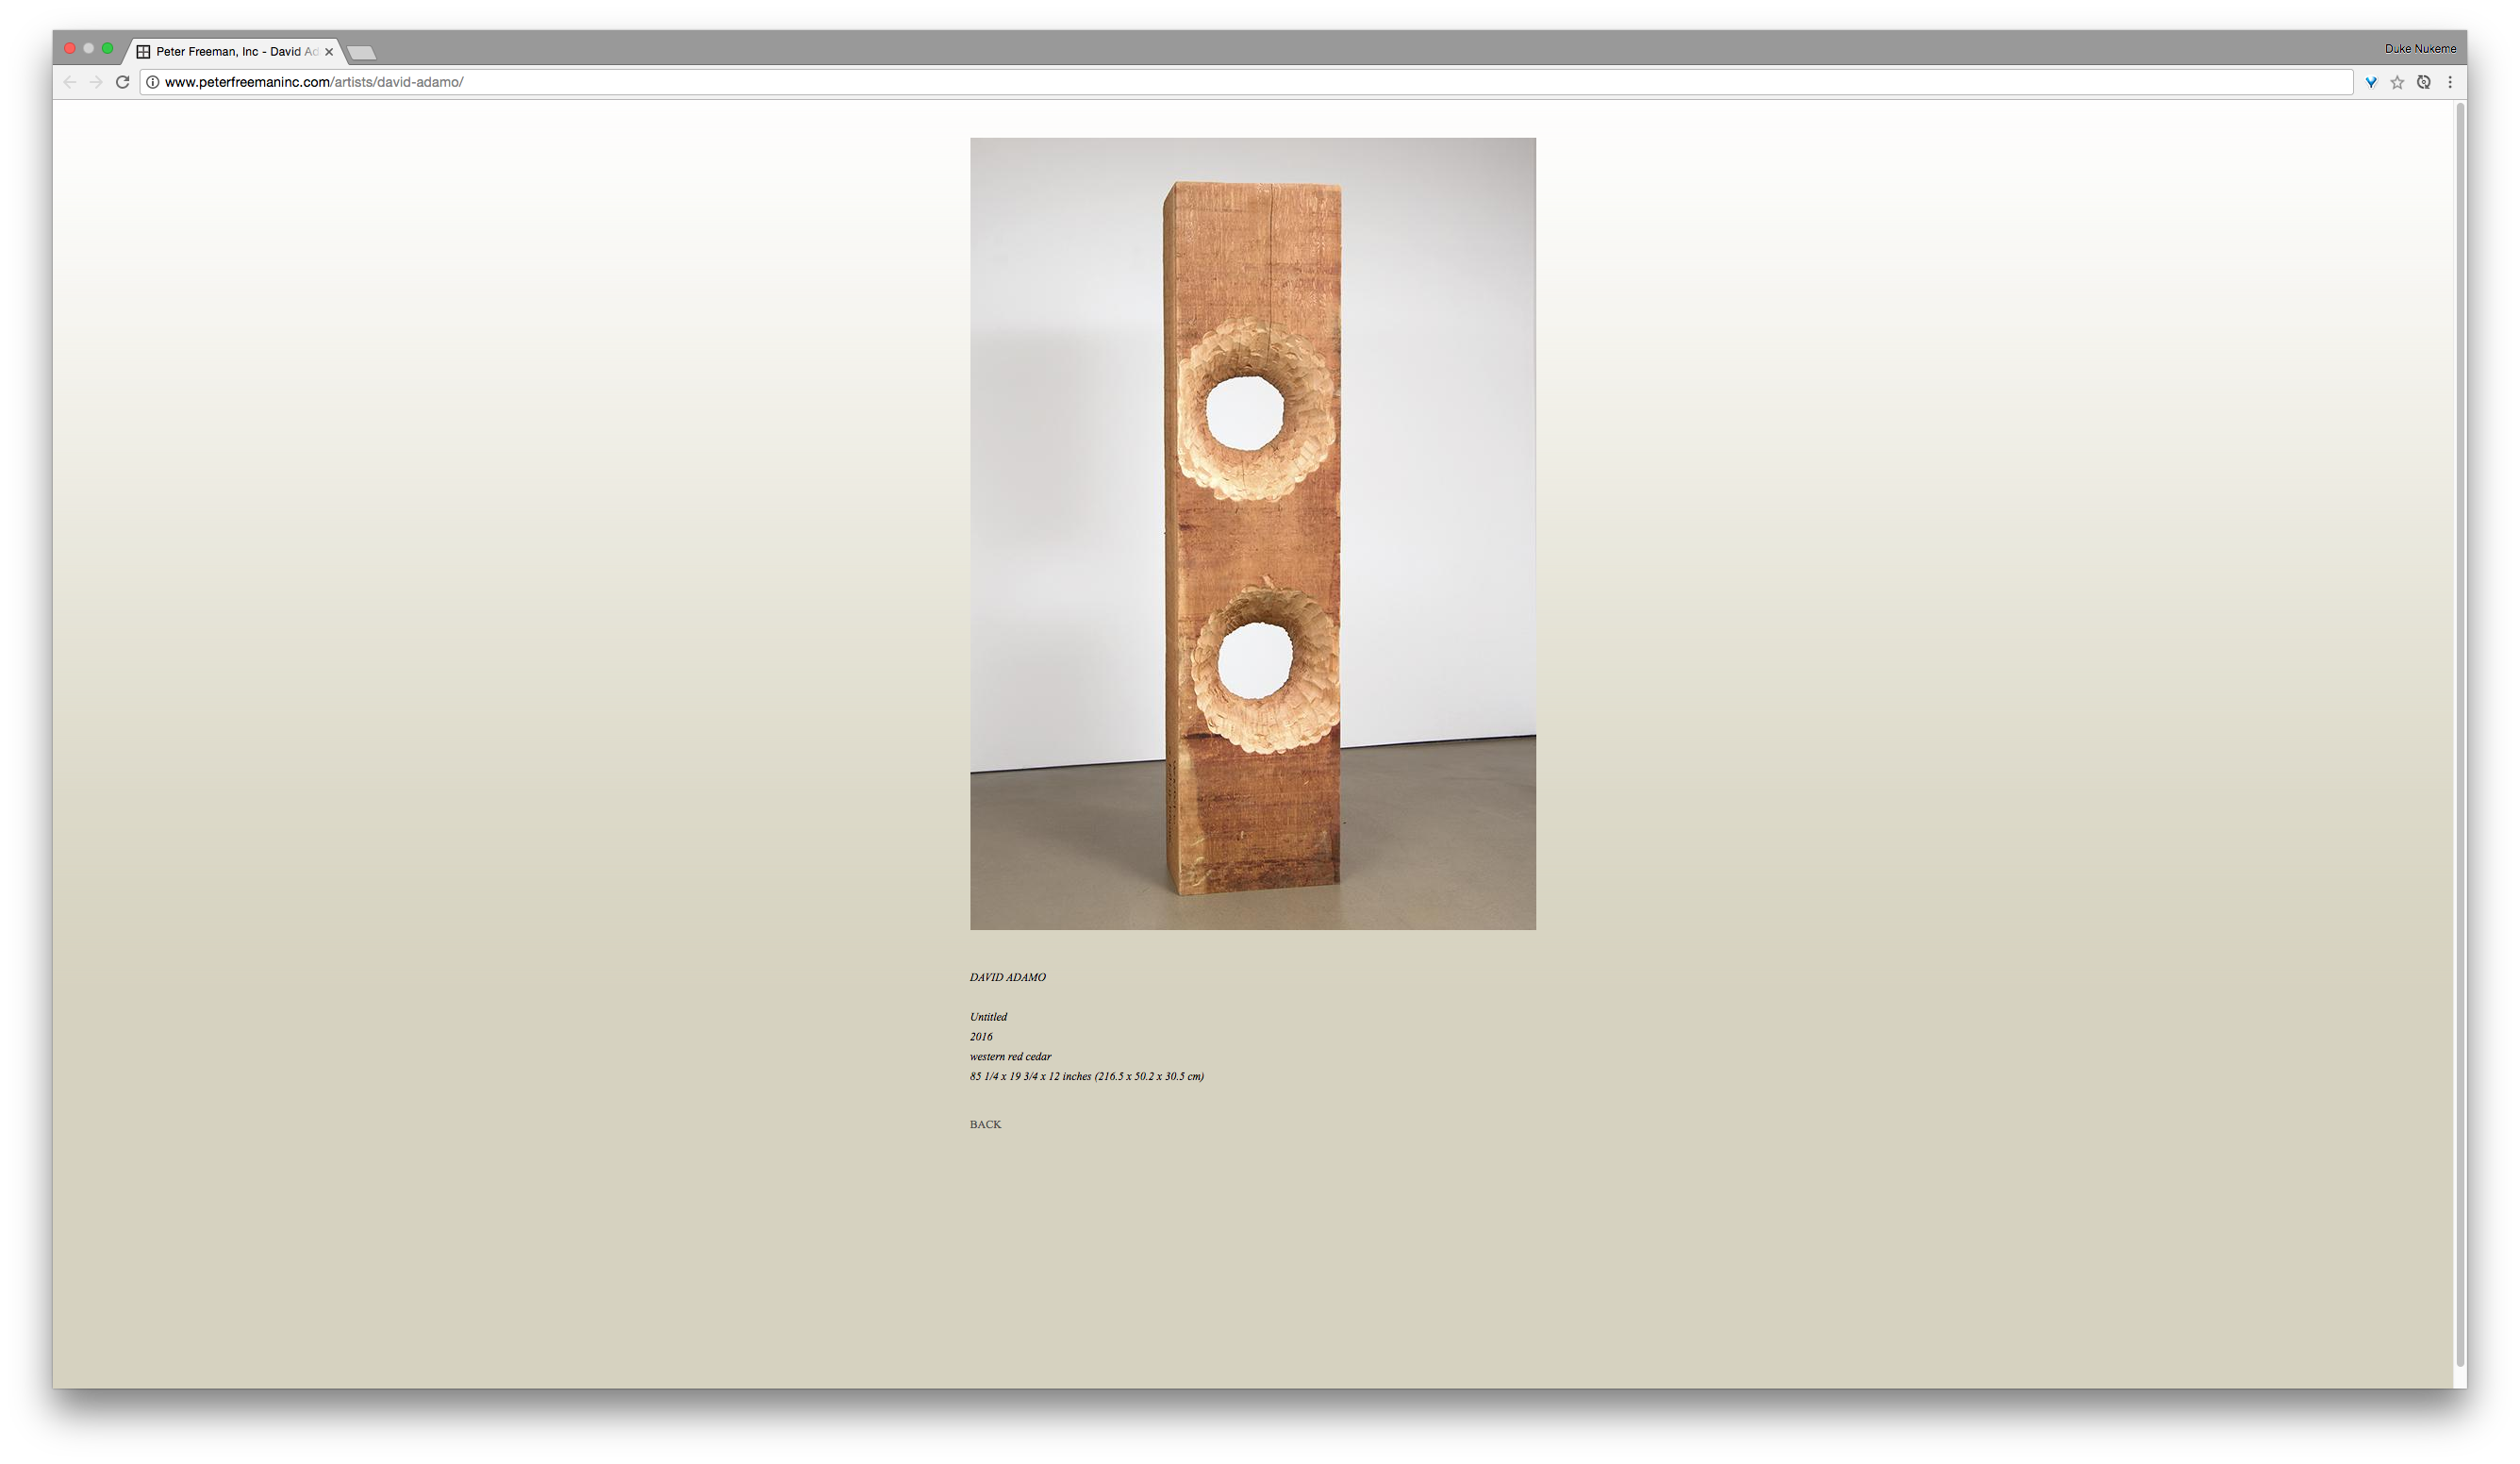 Peter Freeman, Inc - David Ad
Duke Nukeme
www.peterfreemaninc.com/artists/david-adamo/
DAVID ADAMO
Untitled
2016
western red cedar
85 1/4 x 19 3/4 x 12 inches (216.5 x 50.2 x 30.5 cm)
BACK